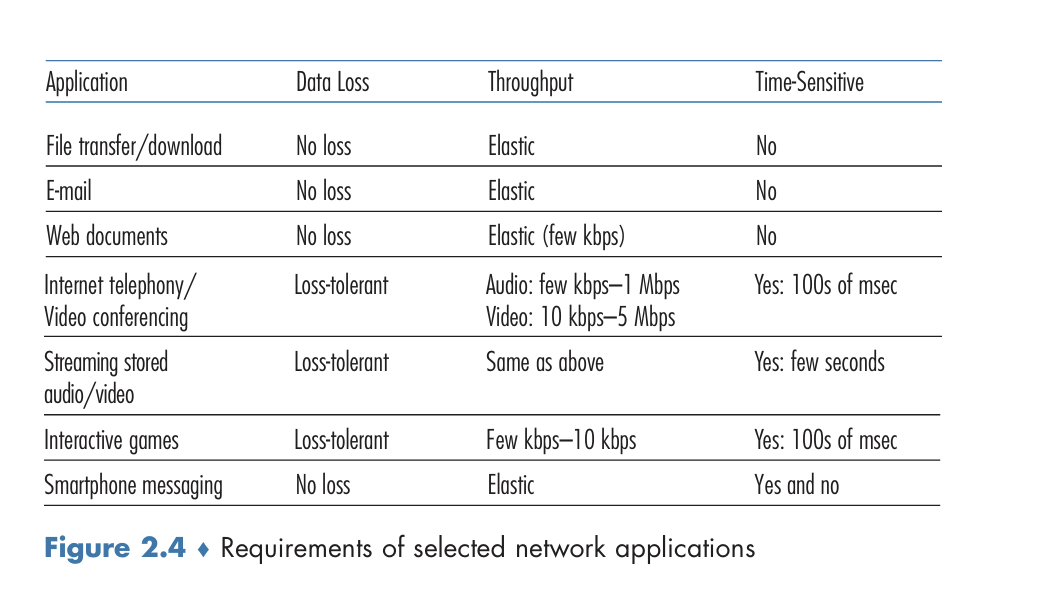 Application Data Loss Throughput Time-Sensitive
File transfer/download No loss Elastic No
E-mail No loss Elastic No
Web documents No loss Elastic (few kbps) No
Internet telephony/ Loss-tolerant Audio: few kbps–1 Mbps Yes: 100s of msec
Video conferencing Video: 10 kbps–5 Mbps
Streaming stored Loss-tolerant Same as above Yes: few seconds
audio/video
Interactive games Loss-tolerant Few kbps–10 kbps Yes: 100s of msec
Smartphone messaging No loss Elastic Yes and no
Figure 2.4 ♦ Requirements of selected network applications